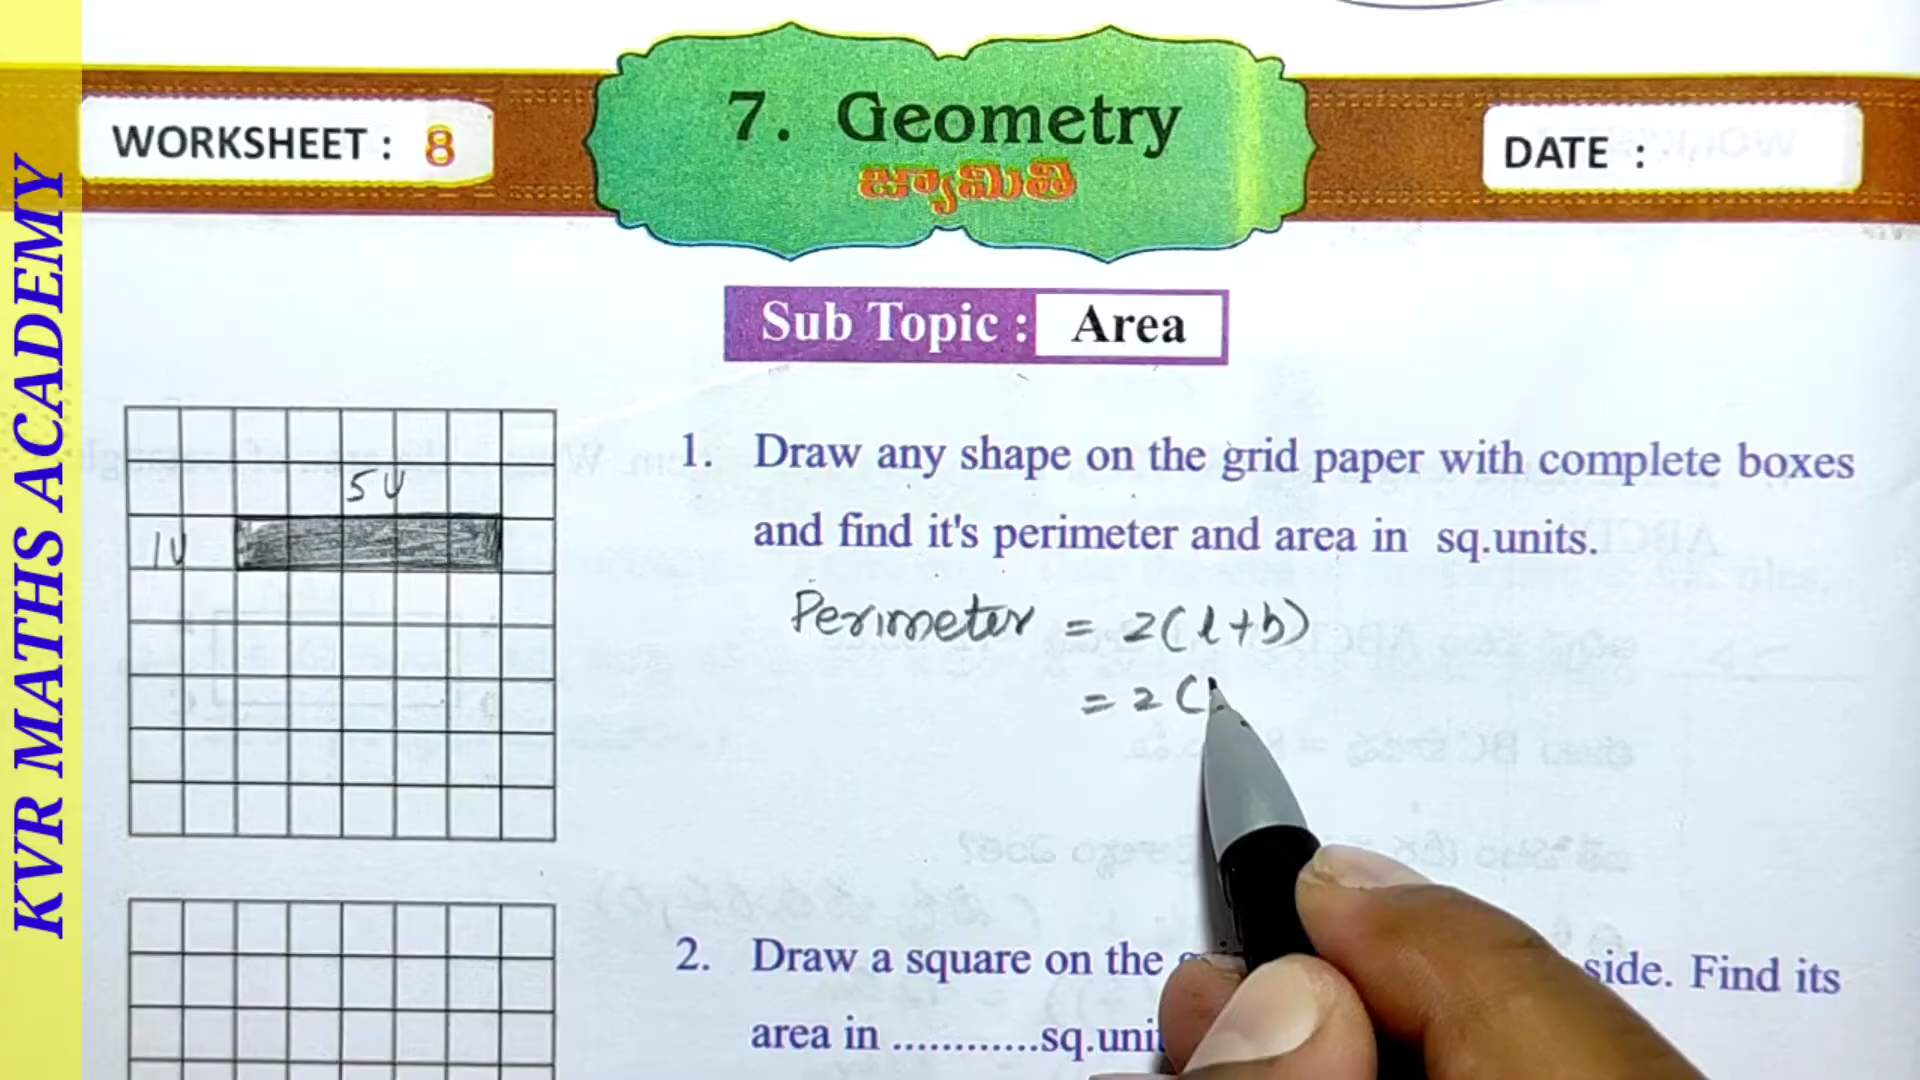 KVR MATHS ACADEMY
WORKSHEET : 8
7. Geometry
జ్యామితి
DATE :
Sub Topic : Area
5U
1U
1. Draw any shape on the grid paper with complete boxes
and find it's perimeter and area in sq.units.
Perimeter = 2(l+b)
= 2(
2. Draw a square on the side. Find its
area in ............sq.unit